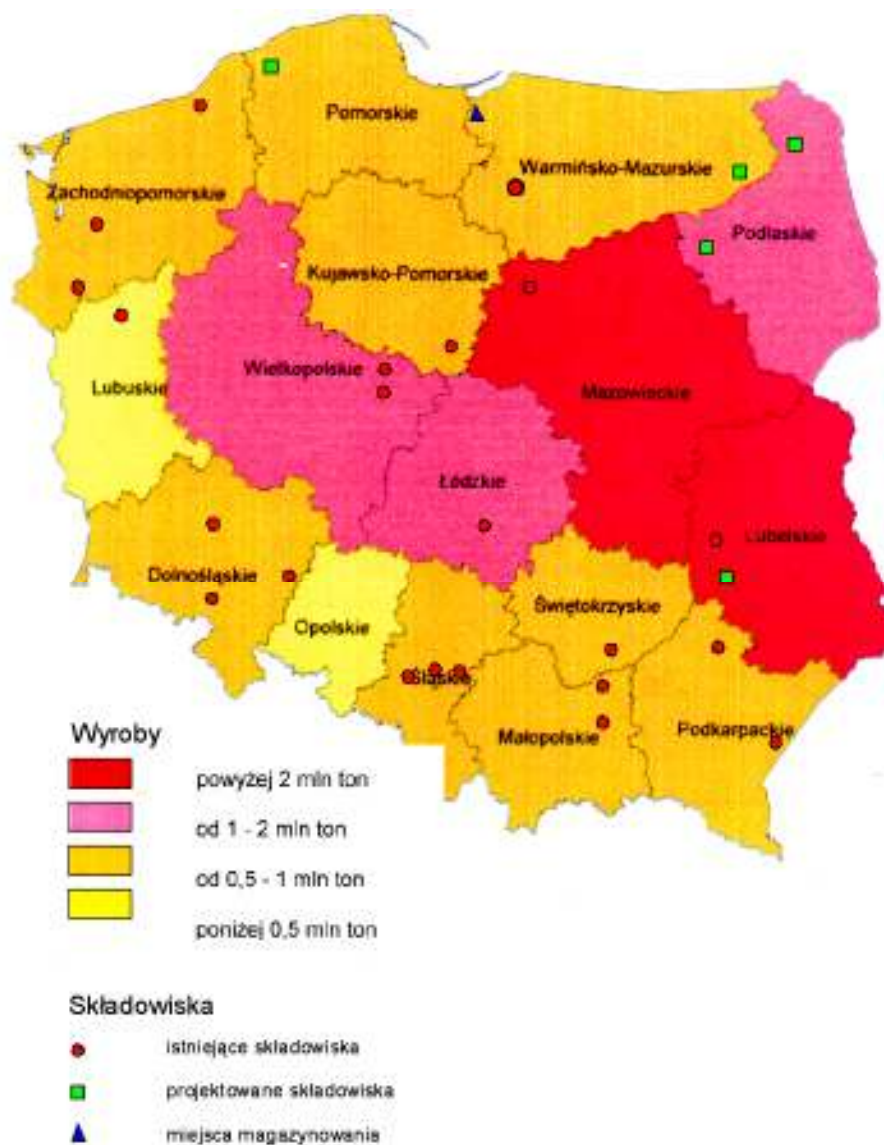 Pomorskie
Warmińsko-Mazurskie
Zachodniopomorskie
Podlaskie
Kujawsko-Pomorskie
Wielkopolskie
Lubuskie
Mazowieckie
Łódzkie
Lubelskie
Dolnośląskie
Świętokrzyskie
Opolskie
Śląskie
Małopolskie
Podkarpackie
Wyroby
powyżej 2 mln ton
od 1 - 2 mln ton
od 0,5 - 1 mln ton
poniżej 0,5 mln ton
Składowiska
istniejące składowiska
projektowane składowiska
miejsca magazynowania